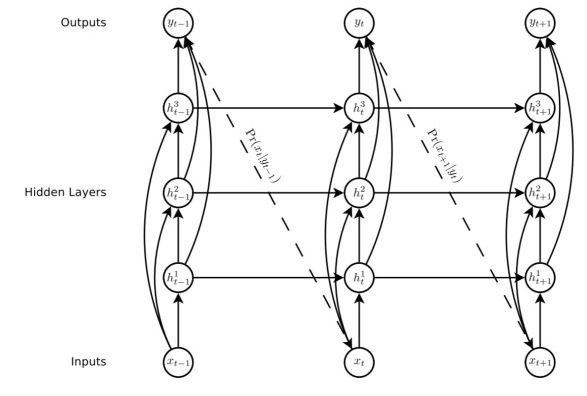 Outputs y_{t-1} y_t y_{t+1}
h^3_{t-1} h^3_t h^3_{t+1}
Pr(x_t|y_{t-1}) Pr(x_{t+1}|y_t)
Hidden Layers h^2_{t-1} h^2_t h^2_{t+1}
h^1_{t-1} h^1_t h^1_{t+1}
Inputs x_{t-1} x_t x_{t+1}